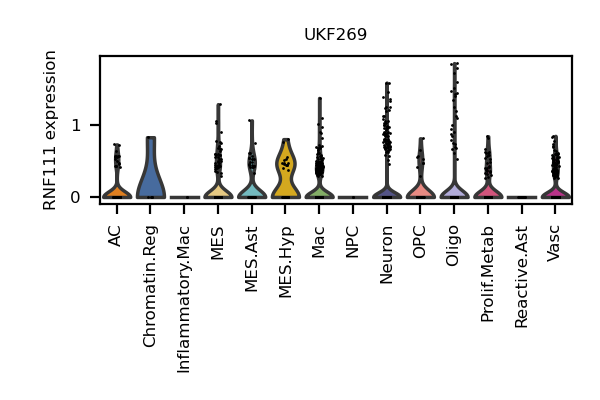 UKF269
RNF111 expression
1
0
AC
Chromatin.Reg
Inflammatory.Mac
MES
MES.Ast
MES.Hyp
Mac
NPC
Neuron
OPC
Oligo
Prolif.Metab
Reactive.Ast
Vasc